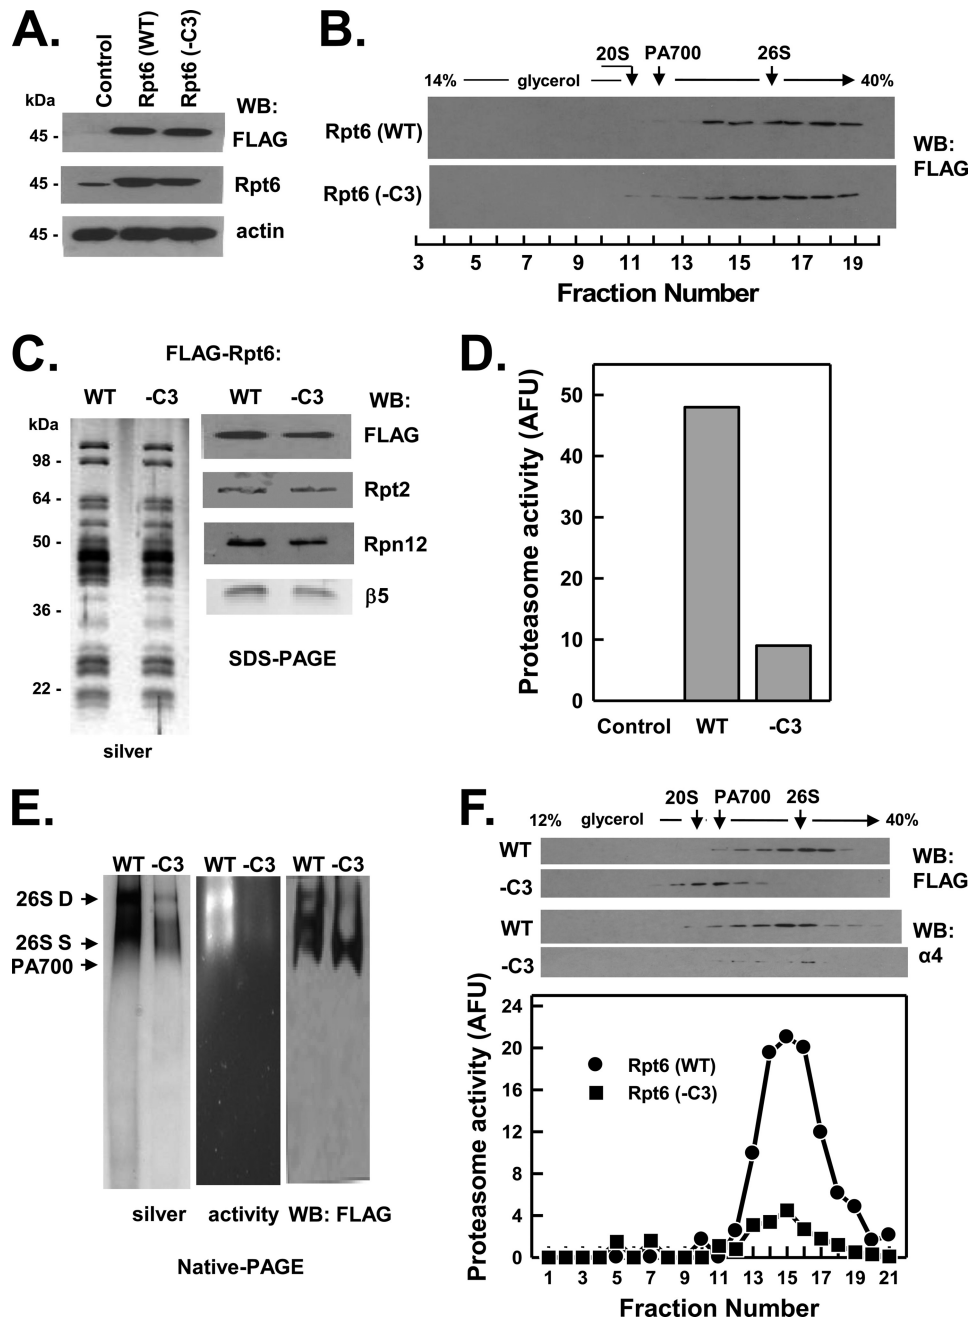 A.
Control
Rpt6 (WT)
Rpt6 (-C3)
kDa
WB:
45 -
FLAG
45 -
Rpt6
45 -
actin
B.
20S
PA700
26S
14%
glycerol
40%
Rpt6 (WT)
Rpt6 (-C3)
WB:
FLAG
3 5 7 9 11 13 15 17 19
Fraction Number
C.
FLAG-Rpt6:
WT -C3
WT -C3
WB:
kDa
98 -
64 -
50 -
36 -
22 -
FLAG
Rpt2
Rpn12
β5
SDS-PAGE
silver
D.
Proteasome activity (AFU)
50
40
30
20
10
0
Control WT -C3
E.
WT -C3
WT -C3
WT -C3
26S D
26S S
PA700
silver
activity
WB: FLAG
Native-PAGE
F.
20S
PA700
26S
12%
glycerol
40%
WT
-C3
WB:
FLAG
WT
-C3
WB:
α4
Proteasome activity (AFU)
24
20
16
12
8
4
0
Rpt6 (WT)
Rpt6 (-C3)
1 3 5 7 9 11 13 15 17 19 21
Fraction Number